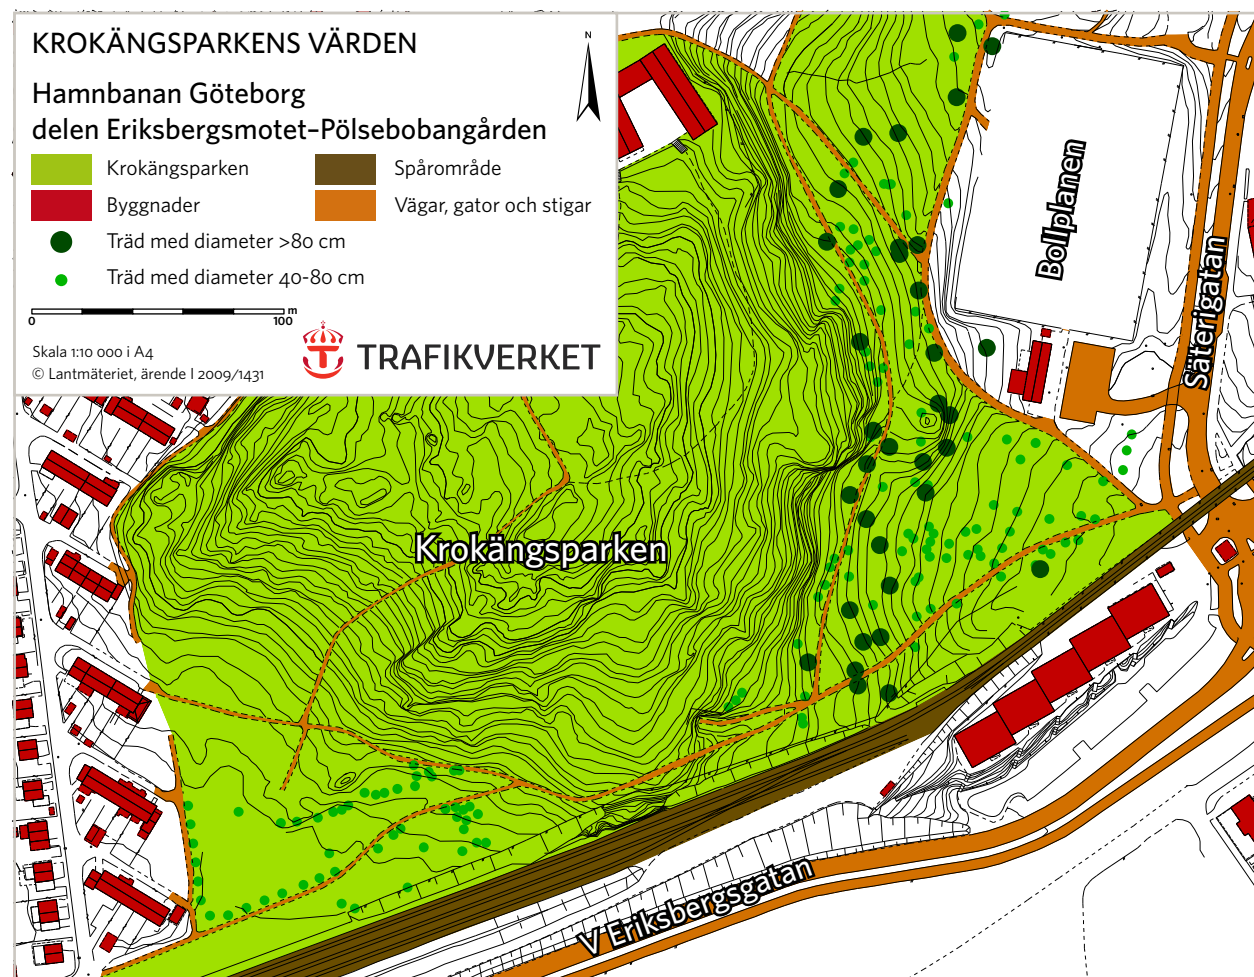 KROKÄNGSPARKENS VÄRDEN
Hamnbanan Göteborg
delen Eriksbergsmotet–Pölsebobangården
N
Krokängsparken
Spårområde
Byggnader
Vägar, gator och stigar
Träd med diameter >80 cm
Träd med diameter 40-80 cm
0
100
m
Skala 1:10 000 i A4
© Lantmäteriet, ärende I 2009/1431
TRAFIKVERKET
Bollplanen
Säterigatan
Krokängsparken
V Eriksbergsgatan